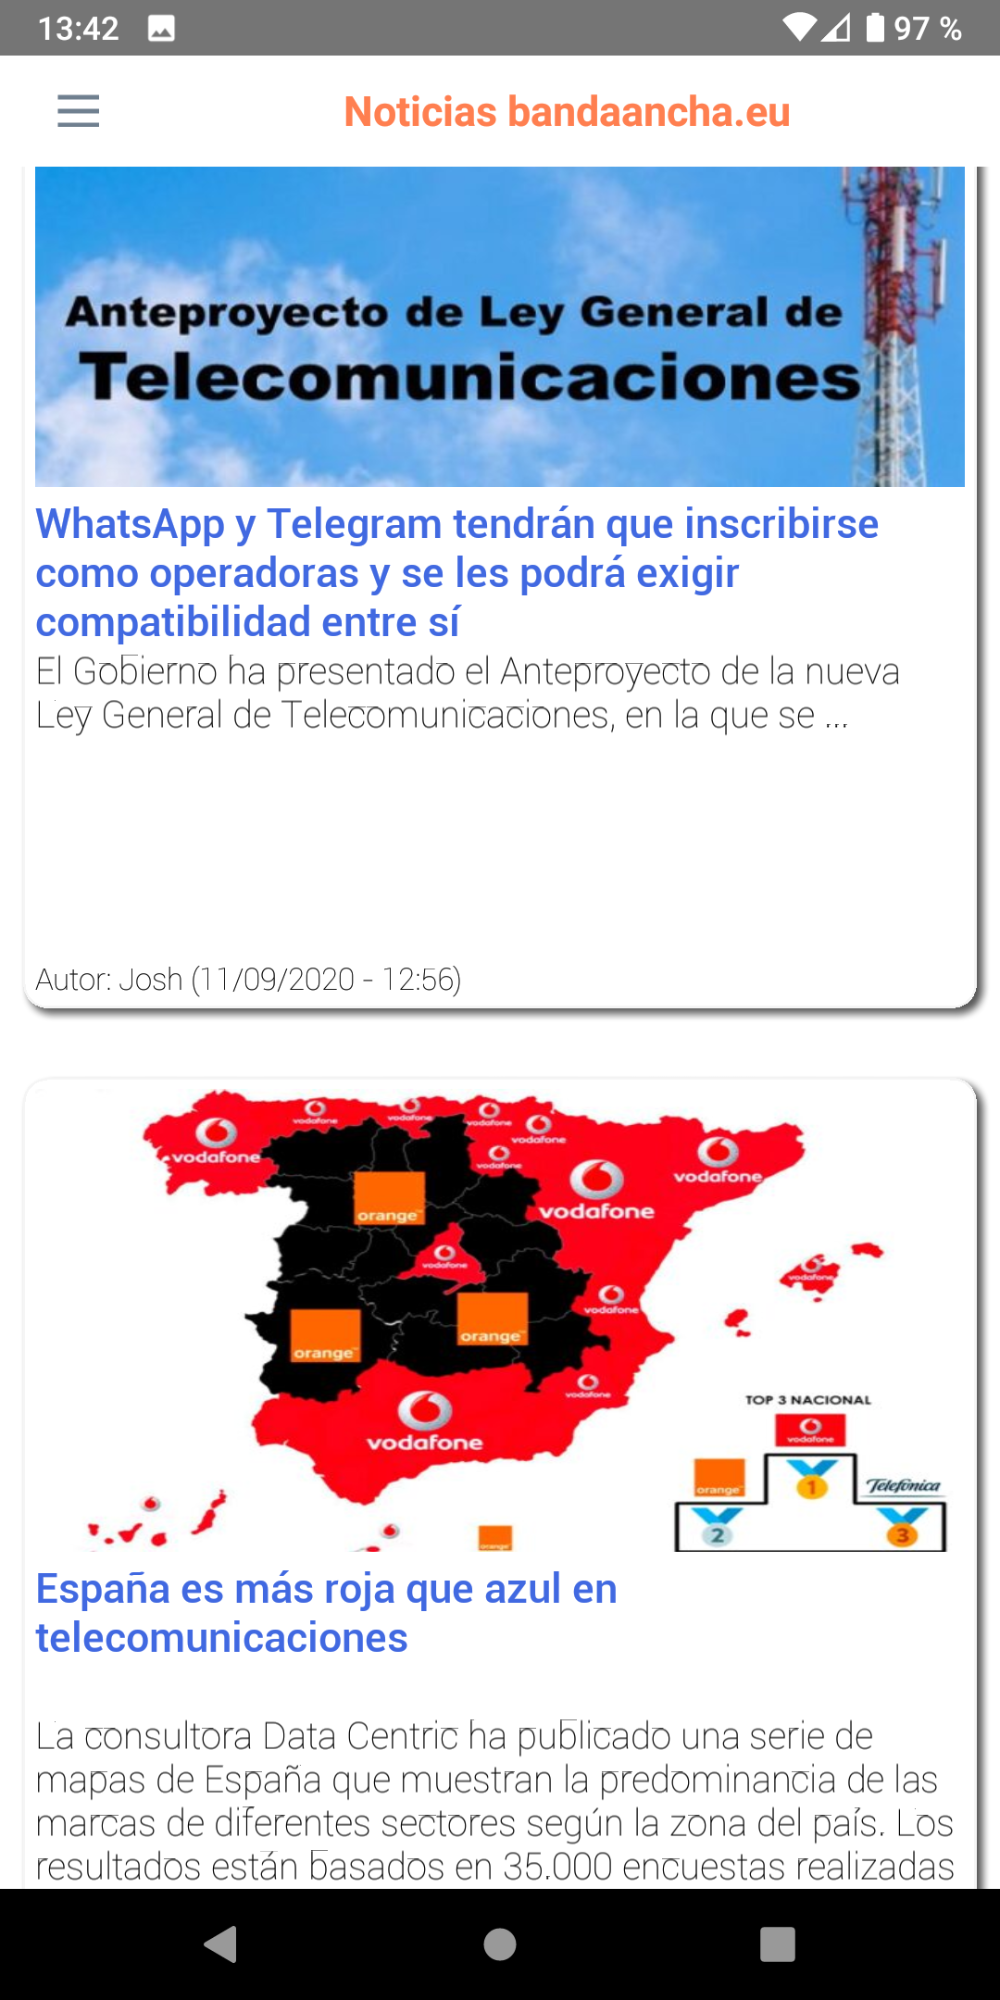 13:42
97 %
Noticias bandaancha.eu
Anteproyecto de Ley General de
Telecomunicaciones
WhatsApp y Telegram tendrán que inscribirse
como operadoras y se les podrá exigir
compatibilidad entre sí
El Gobierno ha presentado el Anteproyecto de la nueva
Ley General de Telecomunicaciones, en la que se ...
Autor: Josh (11/09/2020 - 12:56)
vodafone
vodafone
vodafone
vodafone
vodafone
vodafone
vodafone
vodafone
orange
vodafone
vodafone
vodafone
orange
orange
vodafone
vodafone
TOP 3 NACIONAL
vodafone
orange
Telefónica
1
2
3
orange
España es más roja que azul en
telecomunicaciones
La consultora Data Centric ha publicado una serie de
mapas de España que muestran la predominancia de las
marcas de diferentes sectores según la zona del país. Los
resultados están basados en 35.000 encuestas realizadas